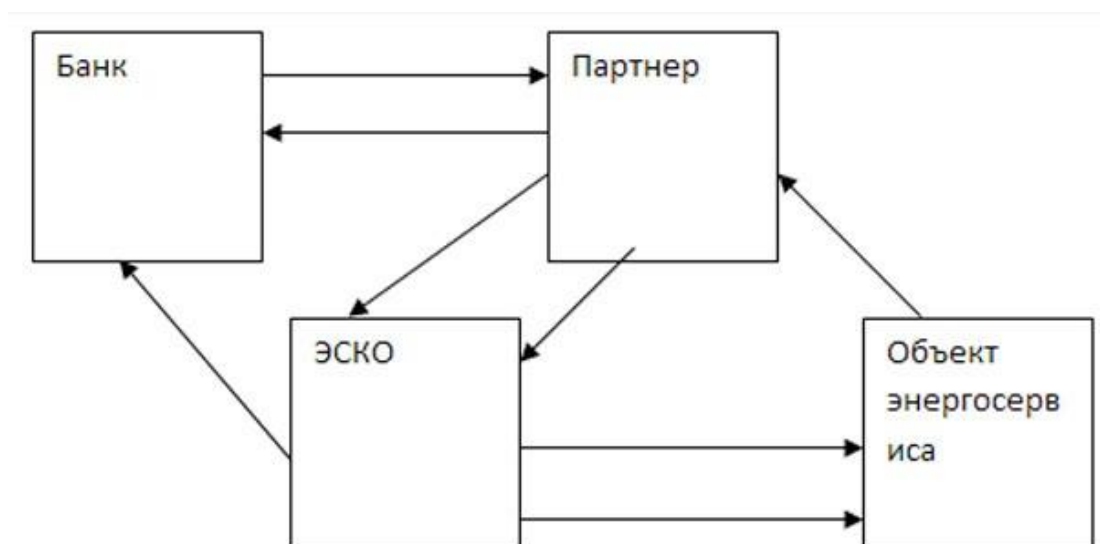 Банк
Партнер
ЭСКО
Объект
энергосерв
иса